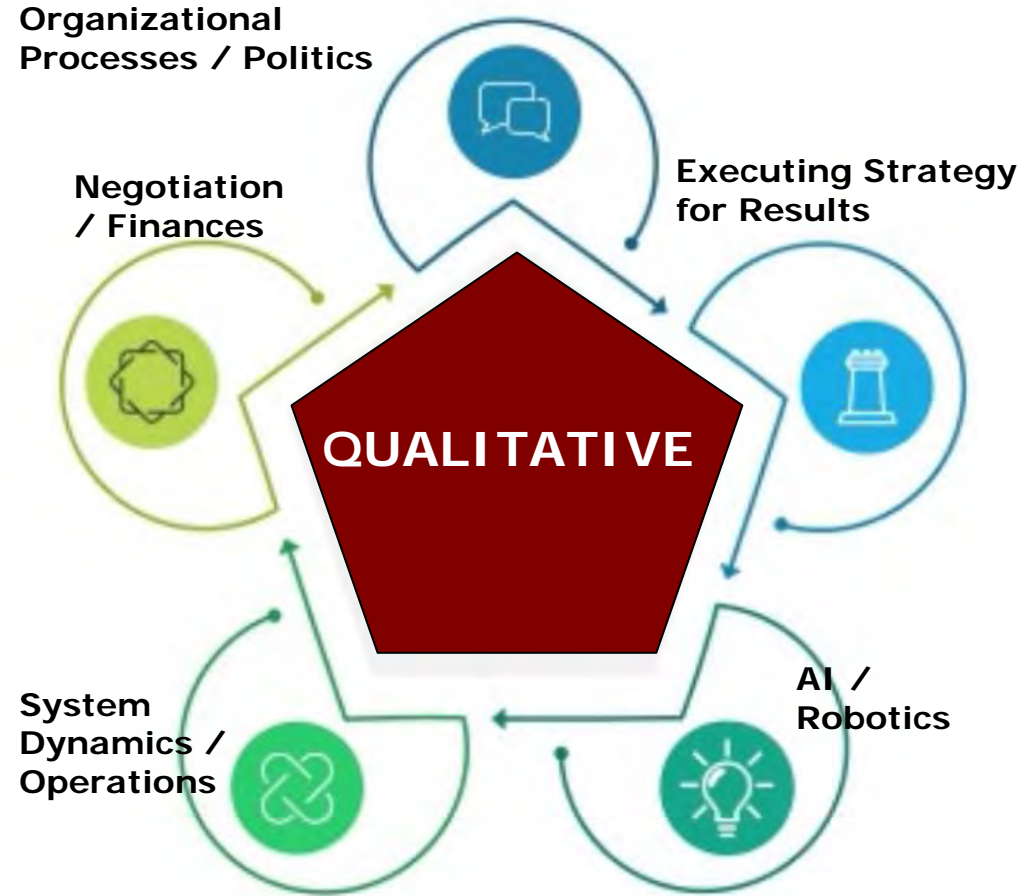 Organizational
Processes / Politics
Executing Strategy
for Results
Negotiation
/ Finances
QUALITATIVE
AI /
Robotics
System
Dynamics /
Operations